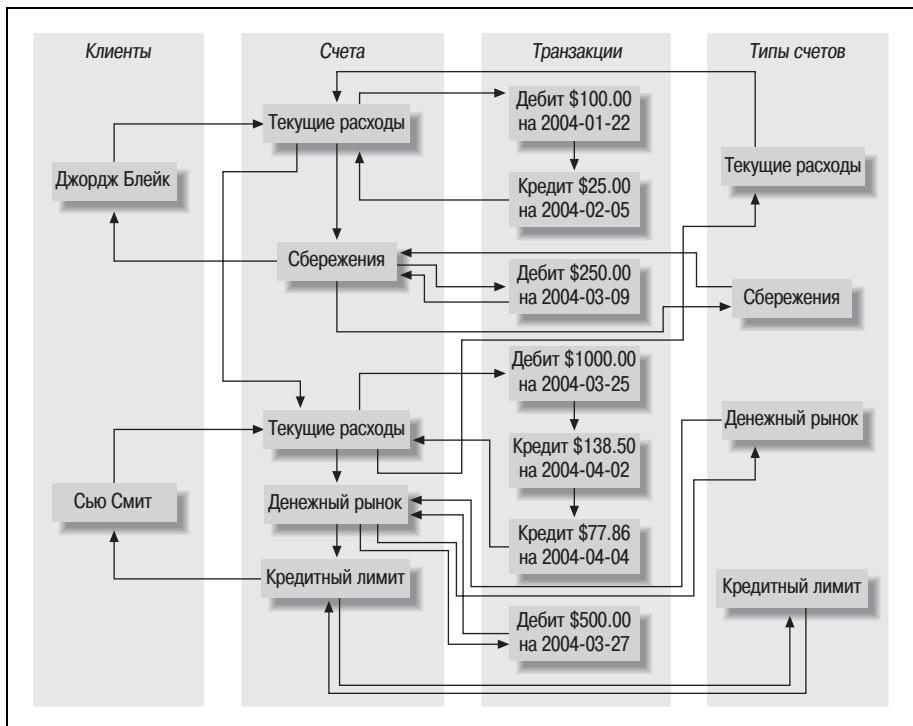 Клиенты
Счета
Транзакции
Типы счетов
Джордж Блейк
Сью Смит
Текущие расходы
Сбережения
Текущие расходы
Денежный рынок
Кредитный лимит
Дебит $100.00
на 2004-01-22
Кредит $25.00
на 2004-02-05
Дебит $250.00
на 2004-03-09
Дебит $1000.00
на 2004-03-25
Кредит $138.50
на 2004-04-02
Кредит $77.86
на 2004-04-04
Дебит $500.00
на 2004-03-27
Текущие расходы
Сбережения
Денежный рынок
Кредитный лимит